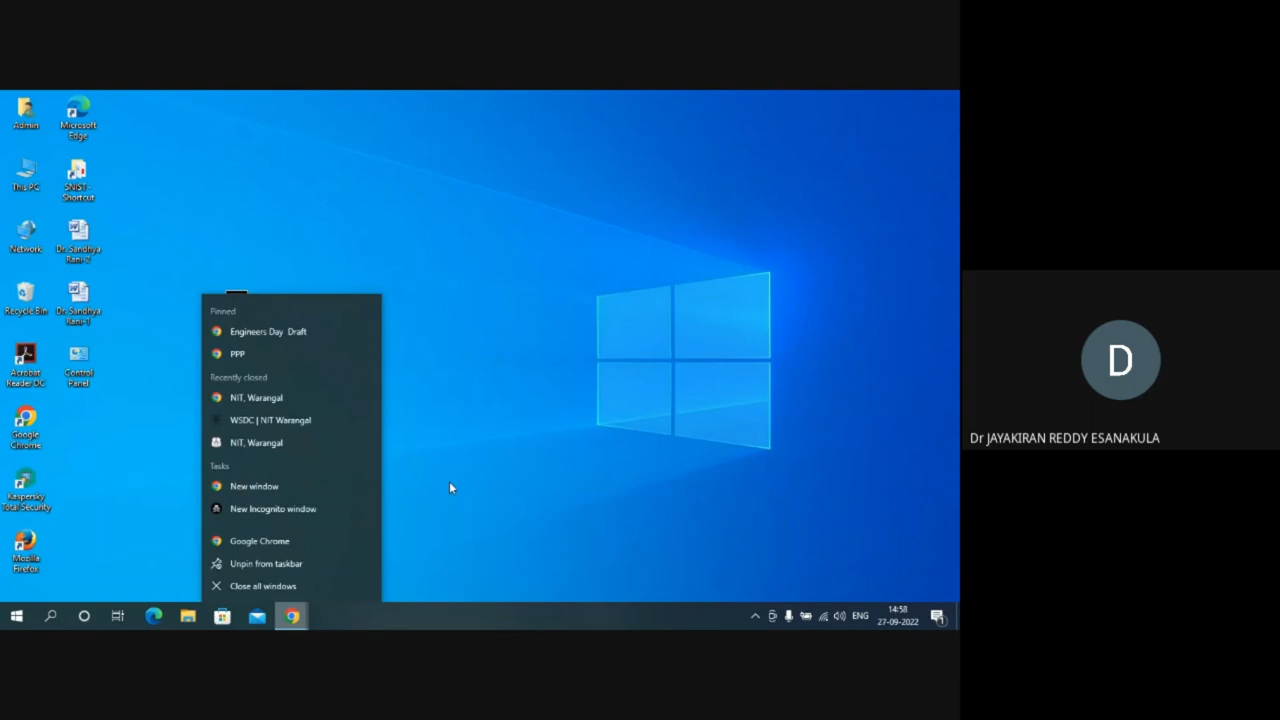 Admin
Microsoft
Edge
This PC
SNIST -
Shortcut
Network
Dr. Sandhya
Rani-2
Recycle Bin
Dr. Sandhya
Rani-1
Acrobat
Reader DC
Control
Panel
Google
Chrome
Kaspersky
Total Security
Mozilla
Firefox
Pinned
Engineers Day Draft
PPP
Recently closed
NIT, Warangal
WSDC | NIT Warangal
NIT, Warangal
Tasks
New window
New Incognito window
Google Chrome
Unpin from taskbar
Close all windows
ENG
14:58
27-09-2022
1
D
Dr JAYAKIRAN REDDY ESANAKULA